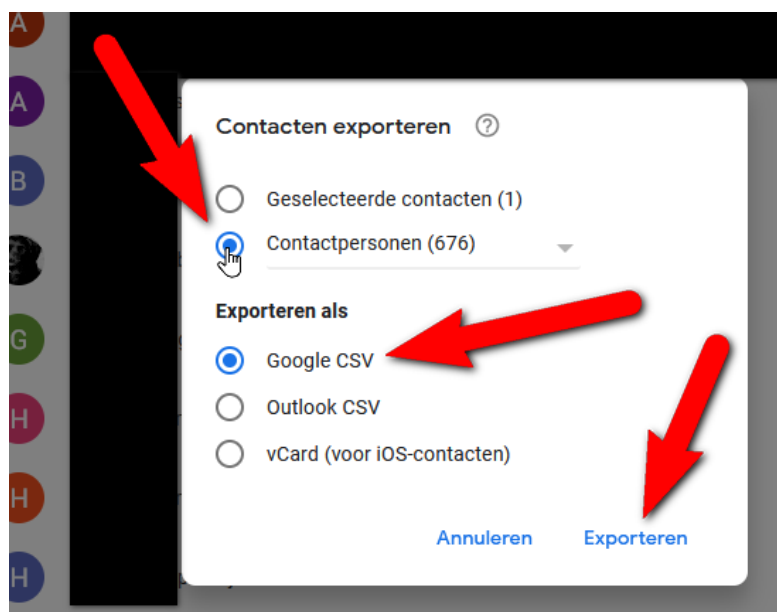 A
A
B
G
H
H
H
Contacten exporteren
Geselecteerde contacten (1)
Contactpersonen (676)
Exporteren als
Google CSV
Outlook CSV
vCard (voor iOS-contacten)
Annuleren Exporteren